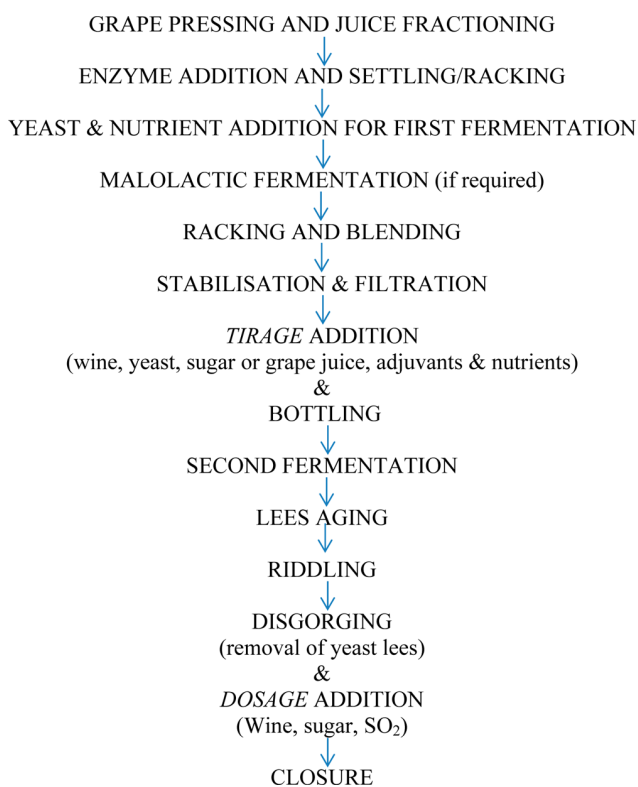 GRAPE PRESSING AND JUICE FRACTIONING
ENZYME ADDITION AND SETTLING/RACKING
YEAST & NUTRIENT ADDITION FOR FIRST FERMENTATION
MALOLACTIC FERMENTATION (if required)
RACKING AND BLENDING
STABILISATION & FILTRATION
TIRAGE ADDITION
(wine, yeast, sugar or grape juice, adjuvants & nutrients)
&
BOTTLING
SECOND FERMENTATION
LEES AGING
RIDDLING
DISGORGING
(removal of yeast lees)
&
DOSAGE ADDITION
(Wine, sugar, SO₂)
CLOSURE